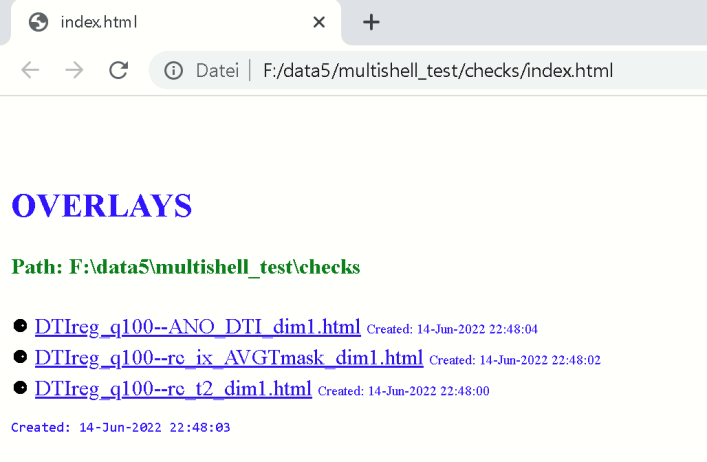 index.html
Datei F:/data5/multishell_test/checks/index.html
OVERLAYS
Path: F:\data5\multishell_test\checks
DTIreg_q100--ANO_DTI_dim1.html Created: 14-Jun-2022 22:48:04
DTIreg_q100--rc_ix_AVGTmask_dim1.html Created: 14-Jun-2022 22:48:02
DTIreg_q100--rc_t2_dim1.html Created: 14-Jun-2022 22:48:00
Created: 14-Jun-2022 22:48:03